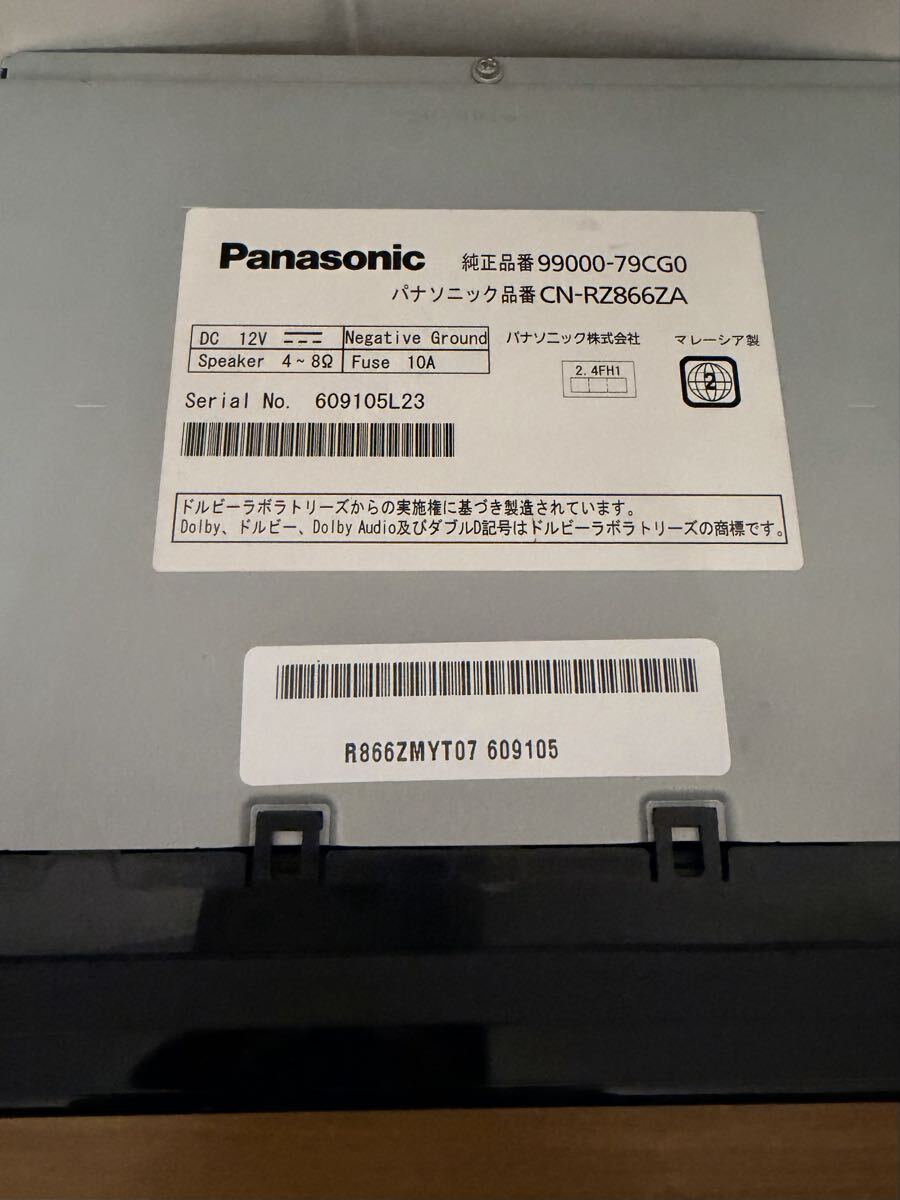 Panasonic 純正品番 99000-79CG0
パナソニック品番 CN-RZ866ZA
DC 12V Negative Ground
Speaker 4~8Ω Fuse 10A
パナソニック株式会社 マレーシア製
2.4FH1
2
Serial No. 609105L23
ドルビーラボラトリーズからの実施権に基づき製造されています。
Dolby、ドルビー、Dolby Audio及びダブルD記号はドルビーラボラトリーズの商標です。
R866ZMYT07 609105